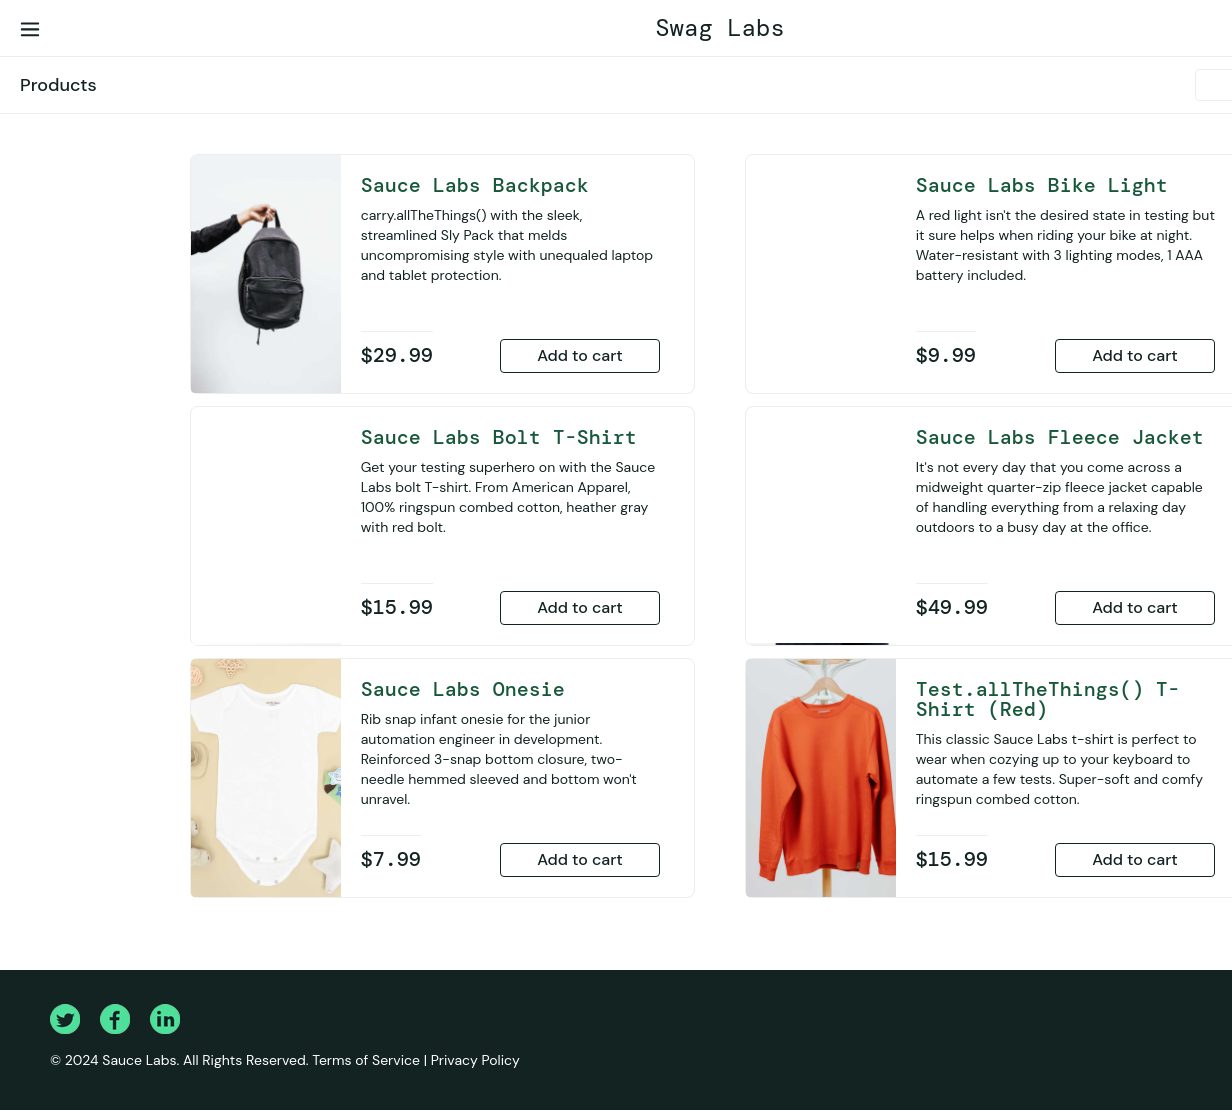 Swag Labs
Products
Sauce Labs Backpack
carry.allTheThings() with the sleek,
streamlined Sly Pack that melds
uncompromising style with unequaled laptop
and tablet protection.
$29.99
Add to cart
Sauce Labs Bike Light
A red light isn't the desired state in testing but
it sure helps when riding your bike at night.
Water-resistant with 3 lighting modes, 1 AAA
battery included.
$9.99
Add to cart
Sauce Labs Bolt T-Shirt
Get your testing superhero on with the Sauce
Labs bolt T-shirt. From American Apparel,
100% ringspun combed cotton, heather gray
with red bolt.
$15.99
Add to cart
Sauce Labs Fleece Jacket
It's not every day that you come across a
midweight quarter-zip fleece jacket capable
of handling everything from a relaxing day
outdoors to a busy day at the office.
$49.99
Add to cart
Sauce Labs Onesie
Rib snap infant onesie for the junior
automation engineer in development.
Reinforced 3-snap bottom closure, two-
needle hemmed sleeved and bottom won't
unravel.
$7.99
Add to cart
Test.allTheThings() T-
Shirt (Red)
This classic Sauce Labs t-shirt is perfect to
wear when cozying up to your keyboard to
automate a few tests. Super-soft and comfy
ringspun combed cotton.
$15.99
Add to cart
© 2024 Sauce Labs. All Rights Reserved. Terms of Service | Privacy Policy